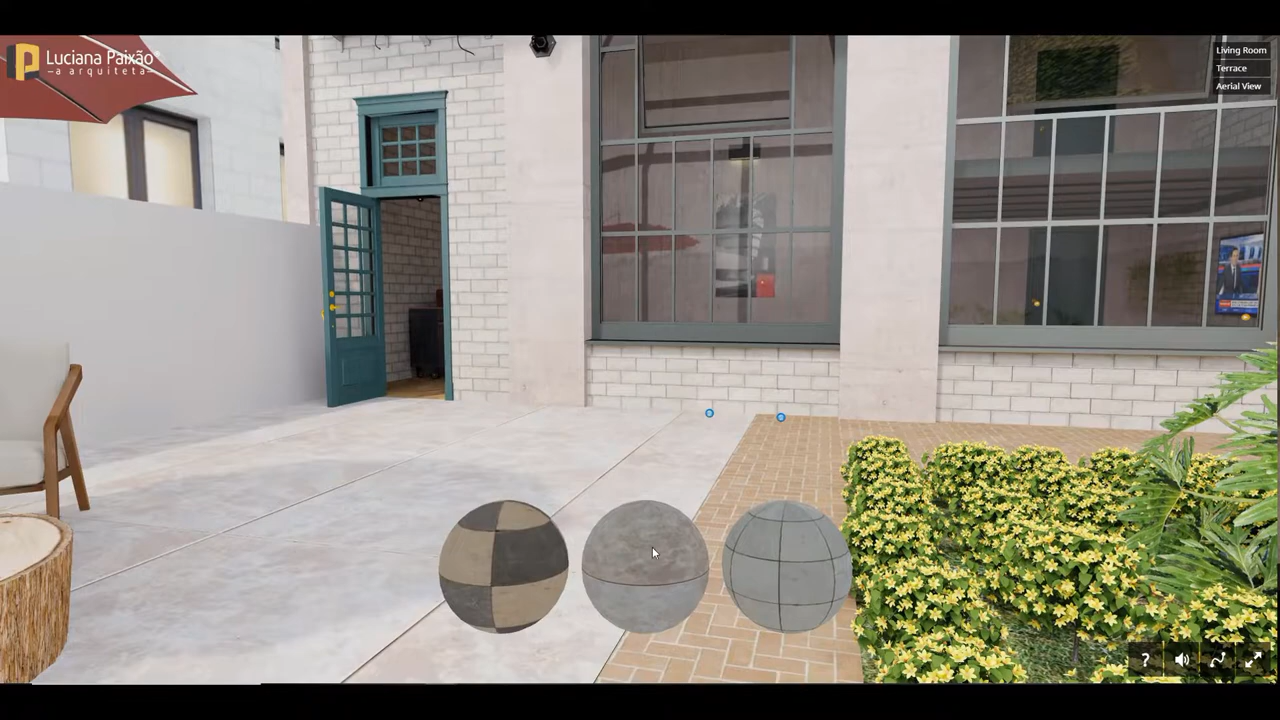 Luciana Paixão®
a arquiteta
Living Room
Terrace
Aerial View
?